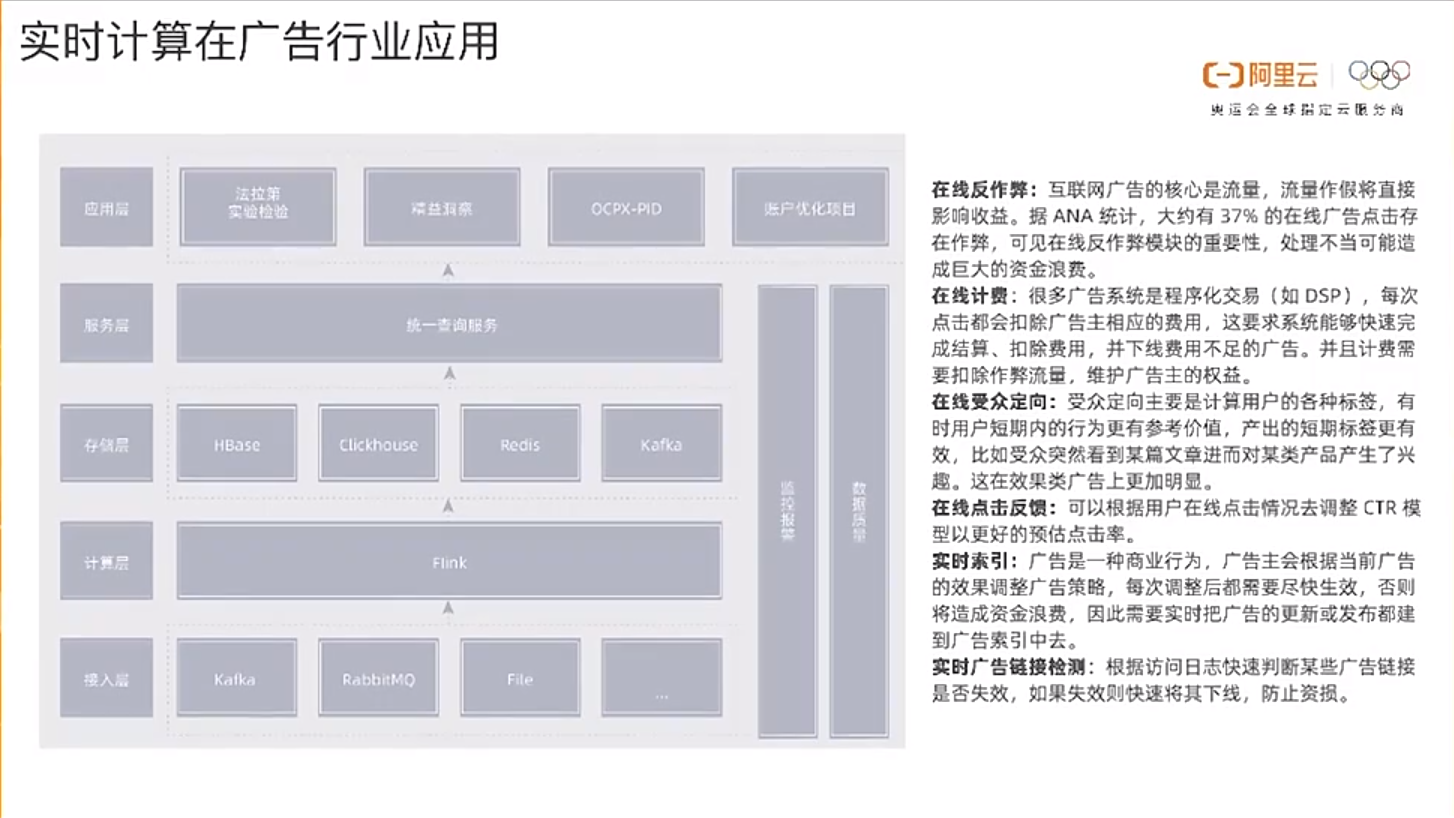 实时计算在广告行业应用
阿里云
奥运会全球指定云服务商
应用层
法拉第
实验检验
精益洞察
OCPX-PID
账户优化项目
服务层
统一查询服务
存储层
HBase
Clickhouse
Redis
Kafka
计算层
Flink
接入层
Kafka
RabbitMQ
File
...
监控报警
数据质量
在线反作弊：互联网广告的核心是流量，流量作假将直接
影响收益。据 ANA 统计，大约有 37% 的在线广告点击存
在作弊，可见在线反作弊模块的重要性，处理不当可能造
成巨大的资金浪费。
在线计费：很多广告系统是程序化交易（如 DSP），每次
点击都会扣除广告主相应的费用，这要求系统能够快速完
成结算、扣除费用，并下线费用不足的广告。并且计费需
要扣除作弊流量，维护广告主的权益。
在线受众定向：受众定向主要是计算用户的各种标签，有
时用户短期内的行为更有参考价值，产出的短期标签更有
效，比如受众突然看到某篇文章进而对某类产品产生了兴
趣。这在效果类广告上更加明显。
在线点击反馈：可以根据用户在线点击情况去调整 CTR 模
型以更好的预估点击率。
实时索引：广告是一种商业行为，广告主会根据当前广告
的效果调整广告策略，每次调整后都需要尽快生效，否则
将造成资金浪费，因此需要实时把广告的更新或发布都建
到广告索引中去。
实时广告链接检测：根据访问日志快速判断某些广告链接
是否失效，如果失效则快速将其下线，防止资损。